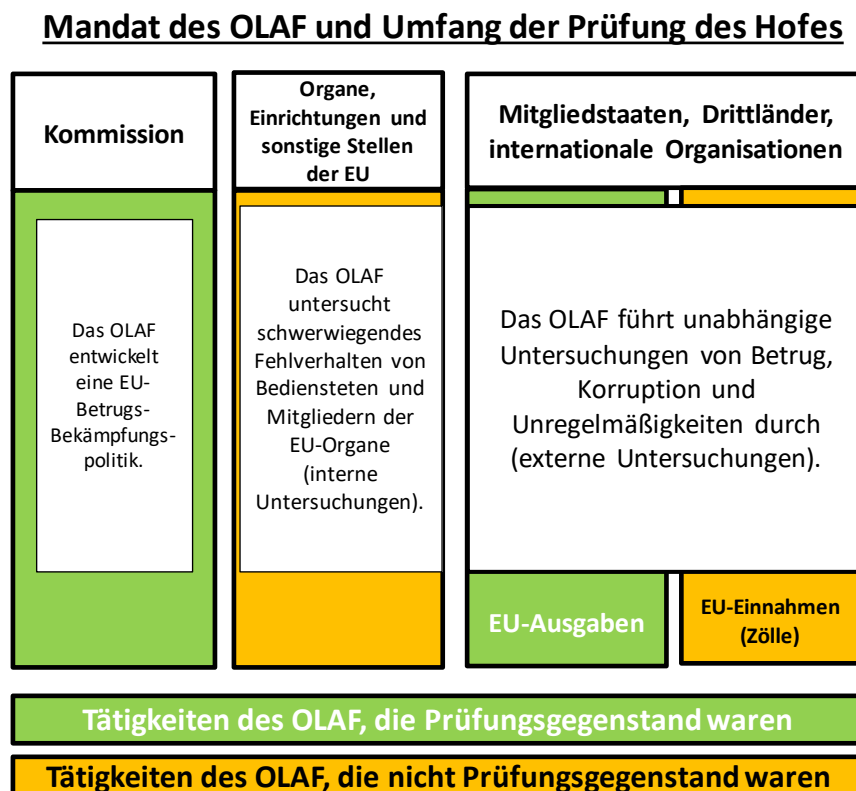 Mandat des OLAF und Umfang der Prüfung des Hofes
Kommission
Organe,
Einrichtungen und
sonstige Stellen
der EU
Mitgliedstaaten, Drittländer,
internationale Organisationen
Das OLAF
entwickelt
eine EU-
Betrugs-
Bekämpfungs-
politik.
Das OLAF
untersucht
schwerwiegendes
Fehlverhalten von
Bediensteten und
Mitgliedern der
EU-Organe
(interne
Untersuchungen).
Das OLAF führt unabhängige
Untersuchungen von Betrug,
Korruption und
Unregelmäßigkeiten durch
(externe Untersuchungen).
EU-Ausgaben
EU-Einnahmen
(Zölle)
Tätigkeiten des OLAF, die Prüfungsgegenstand waren
Tätigkeiten des OLAF, die nicht Prüfungsgegenstand waren